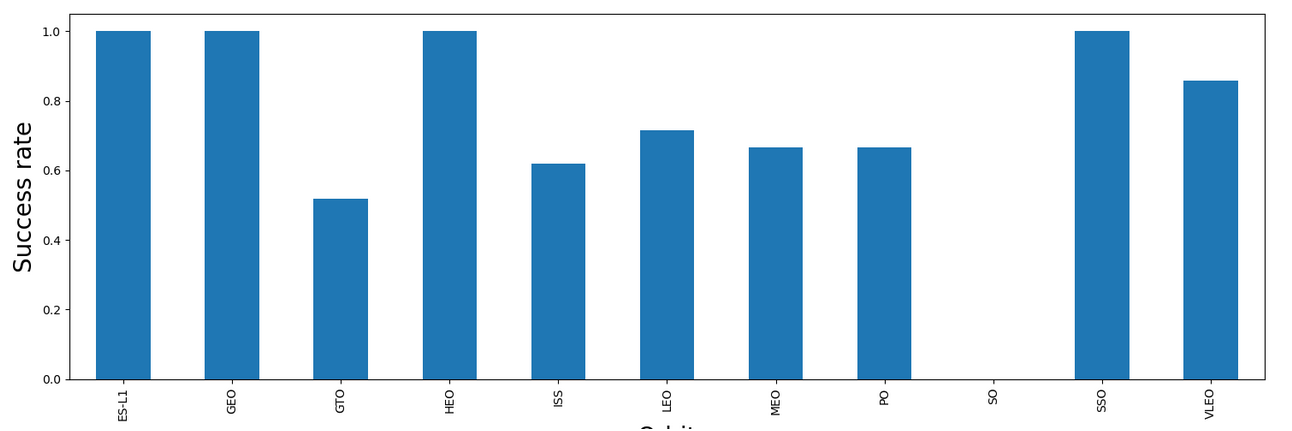 Success rate
1.0
0.8
0.6
0.4
0.2
0.0
ES-L1
GEO
GTO
HEO
ISS
LEO
MEO
PO
SO
SSO
VLEO
Orbit